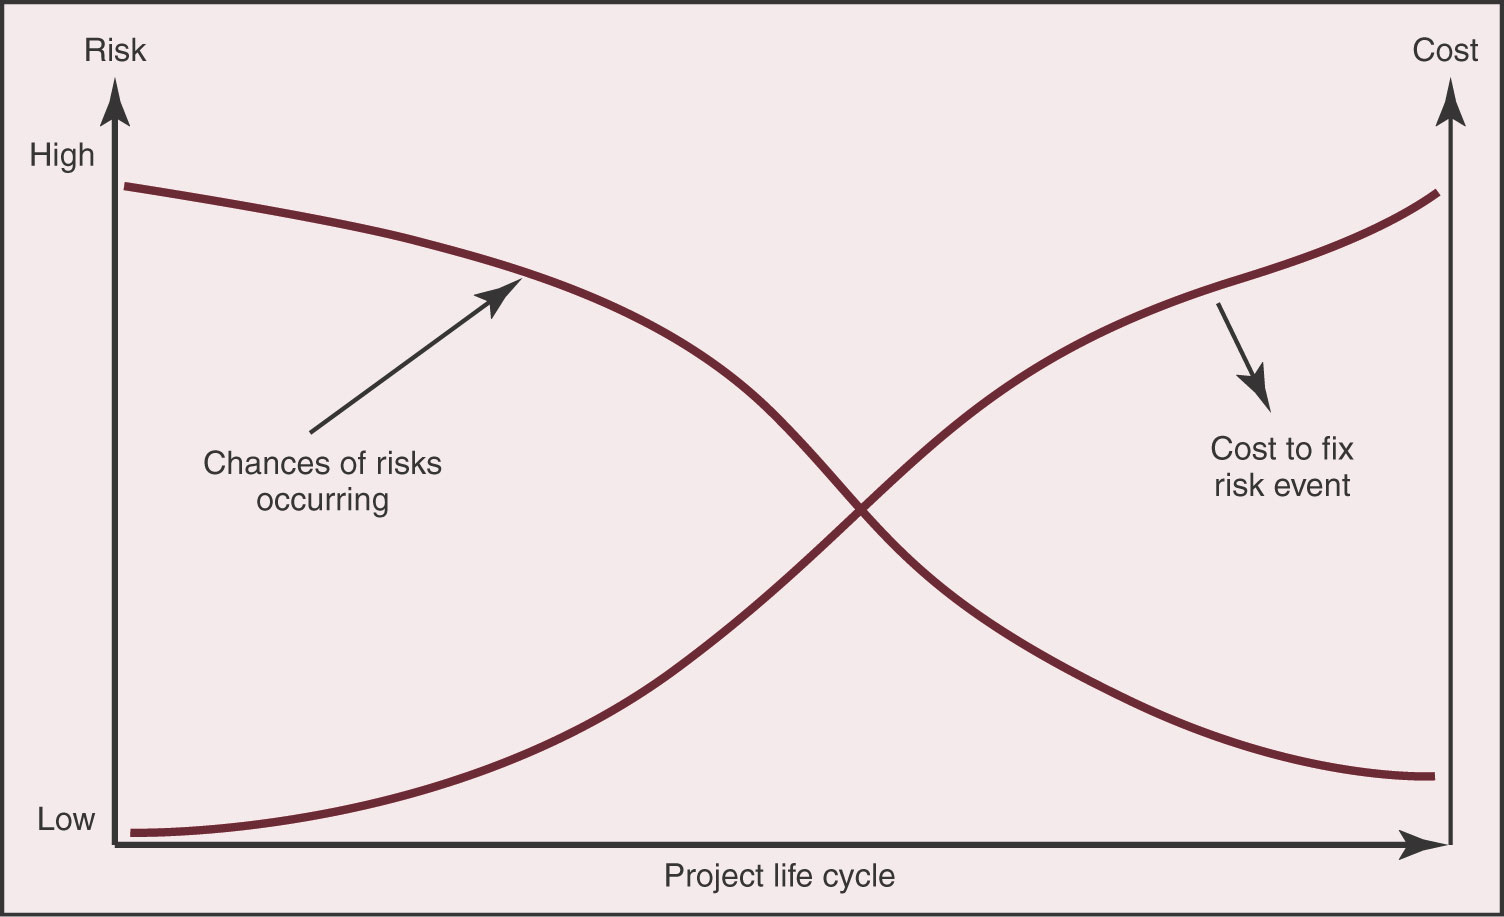 Risk
Cost
High
Chances of risks
occurring
Cost to fix
risk event
Low
Project life cycle